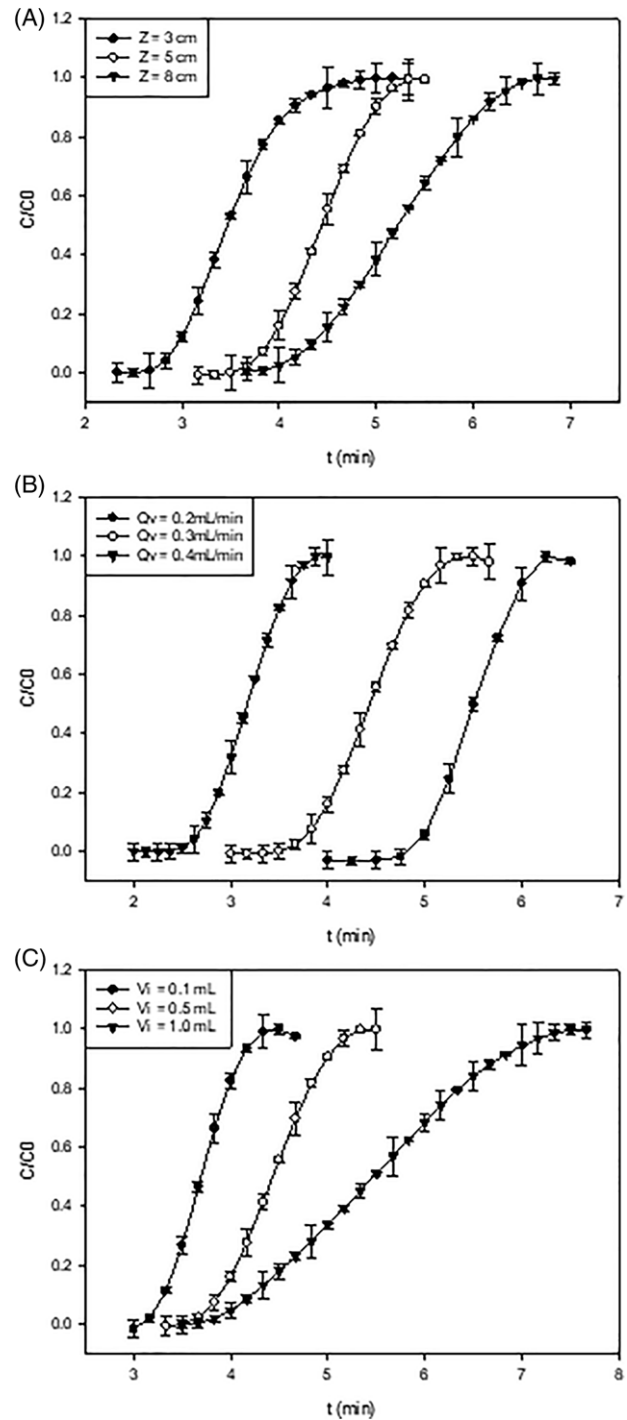 (A)
Z = 3 cm
Z = 5 cm
Z = 8 cm
1.2
1.0
0.8
0.6
0.4
0.2
0.0
C/C0
2 3 4 5 6 7
t (min)
(B)
Qv = 0.2mL/min
Qv = 0.3mL/min
Qv = 0.4mL/min
1.2
1.0
0.8
0.6
0.4
0.2
0.0
C/C0
2 3 4 5 6 7
t (min)
(C)
Vi = 0.1 mL
Vi = 0.5 mL
Vi = 1.0 mL
1.2
1.0
0.8
0.6
0.4
0.2
0.0
C/C0
3 4 5 6 7 8
t (min)